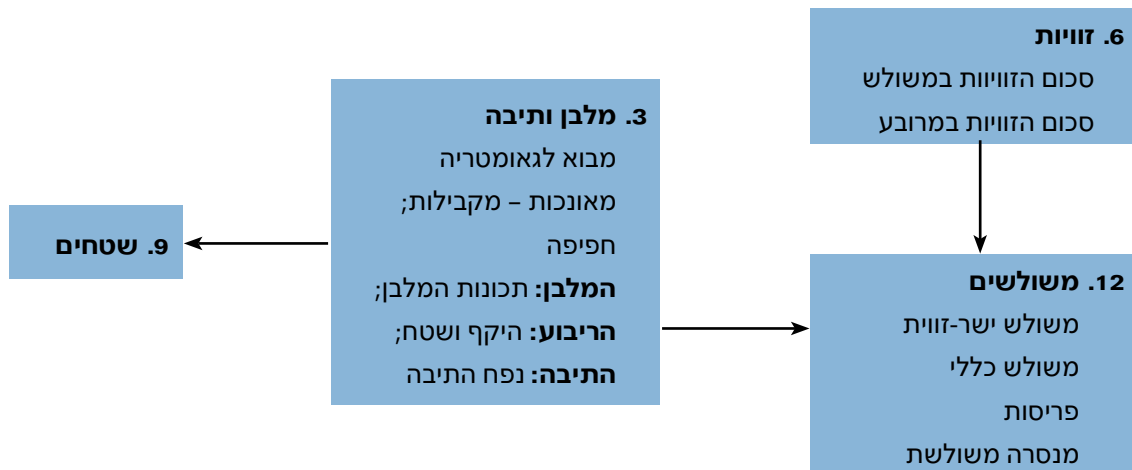 6. זוויות
סכום הזוויוות במשולש
סכום הזוויות במרובע
3. מלבן ותיבה
מבוא לגאומטריה
מאונכות – מקבילות;
חפיפה
המלבן: תכונות המלבן;
הריבוע: היקף ושטח;
התיבה: נפח התיבה
9. שטחים
12. משולשים
משולש ישר-זווית
משולש כללי
פריסות
מנסרה משולשת